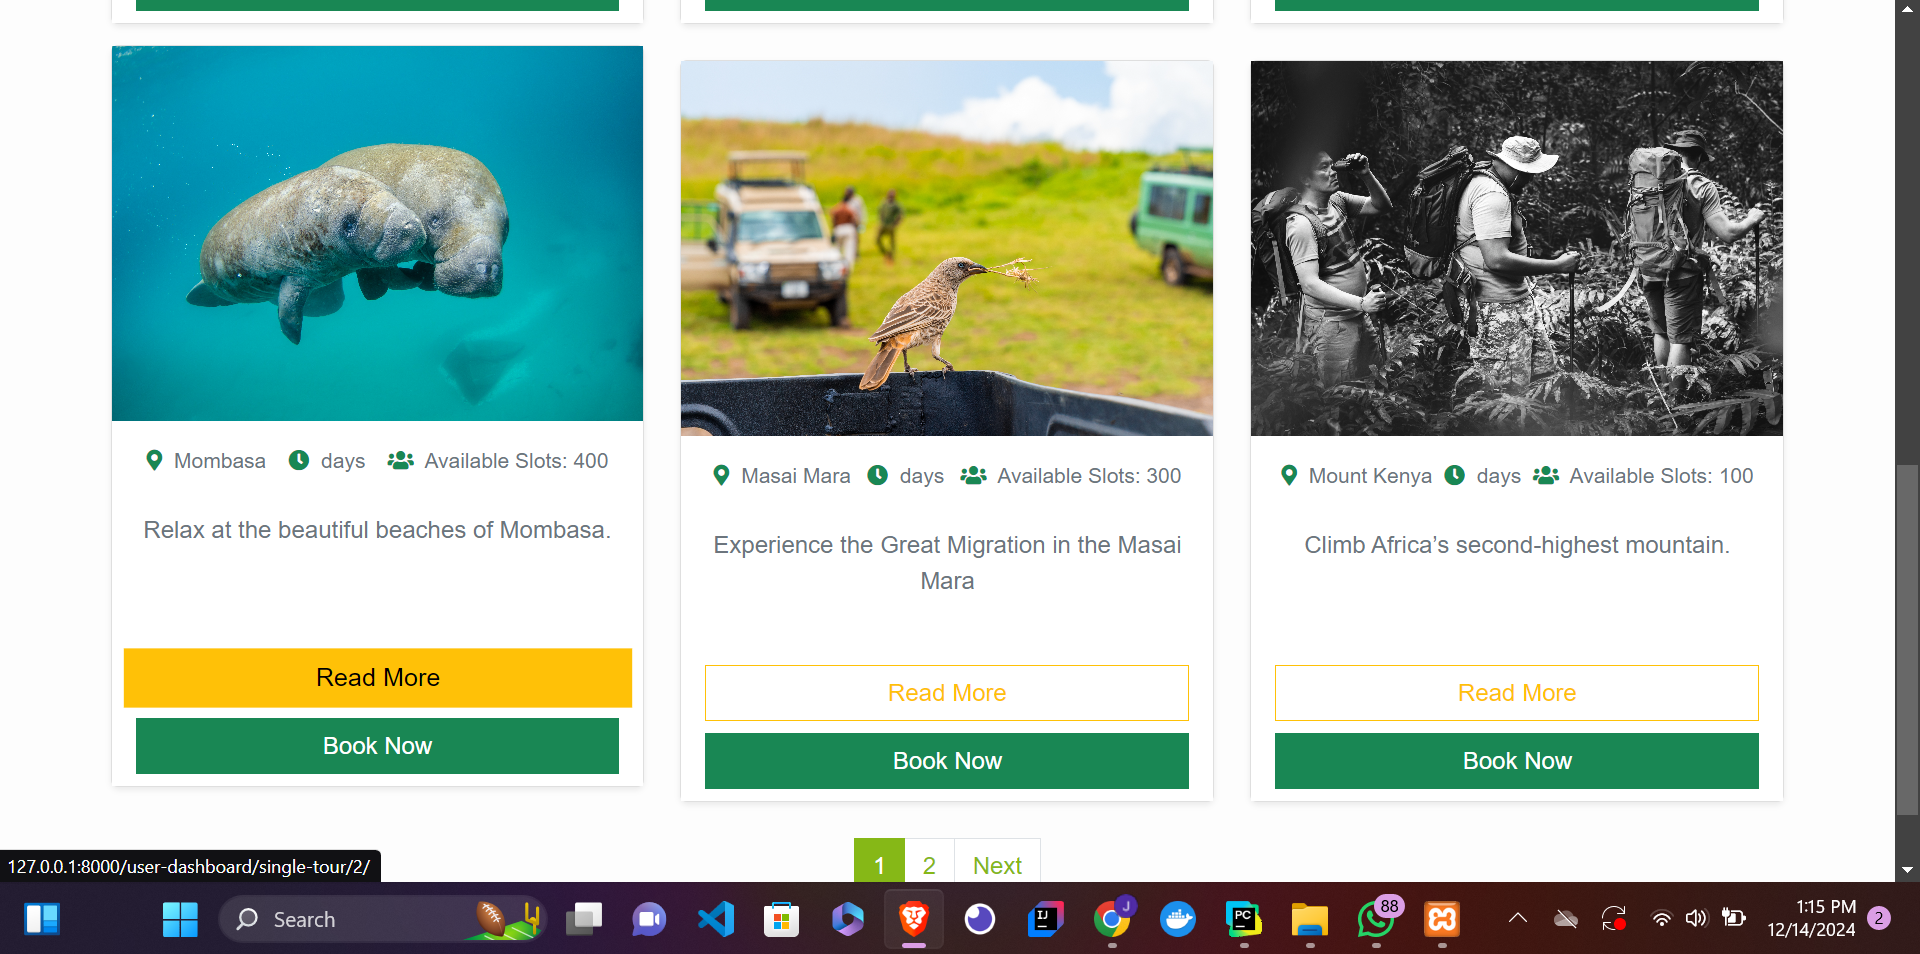 Mombasa days Available Slots: 400
Relax at the beautiful beaches of Mombasa.
Read More
Book Now
Masai Mara days Available Slots: 300
Experience the Great Migration in the Masai
Mara
Read More
Book Now
Mount Kenya days Available Slots: 100
Climb Africa’s second-highest mountain.
Read More
Book Now
1 2 Next
127.0.0.1:8000/user-dashboard/single-tour/2/
Search
IJ
J
PC
88
1:15 PM
12/14/2024
2